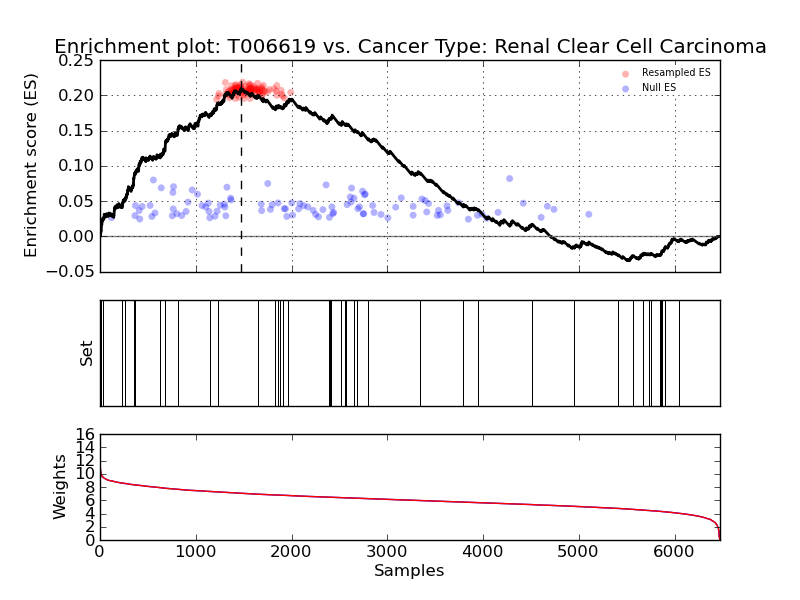 Enrichment plot: T006619 vs. Cancer Type: Renal Clear Cell Carcinoma
0.25
0.20
0.15
0.10
0.05
0.00
−0.05
Enrichment score (ES)
Resampled ES
Null ES
Set
16
14
12
10
8
6
4
2
0
Weights
0 1000 2000 3000 4000 5000 6000
Samples